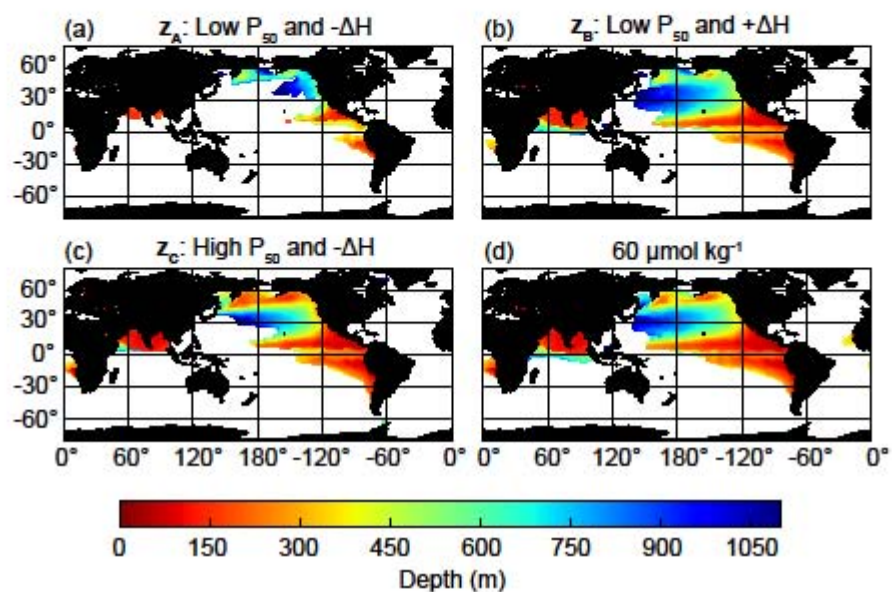 (a) z_A: Low P_50 and -ΔH
(b) z_B: Low P_50 and +ΔH
60°
30°
0°
-30°
-60°
(c) z_C: High P_50 and -ΔH
(d) 60 μmol kg⁻¹
60°
30°
0°
-30°
-60°
0° 60° 120° 180° -120° -60° 0°
60° 120° 180° -120° -60° 0°
0 150 300 450 600 750 900 1050
Depth (m)